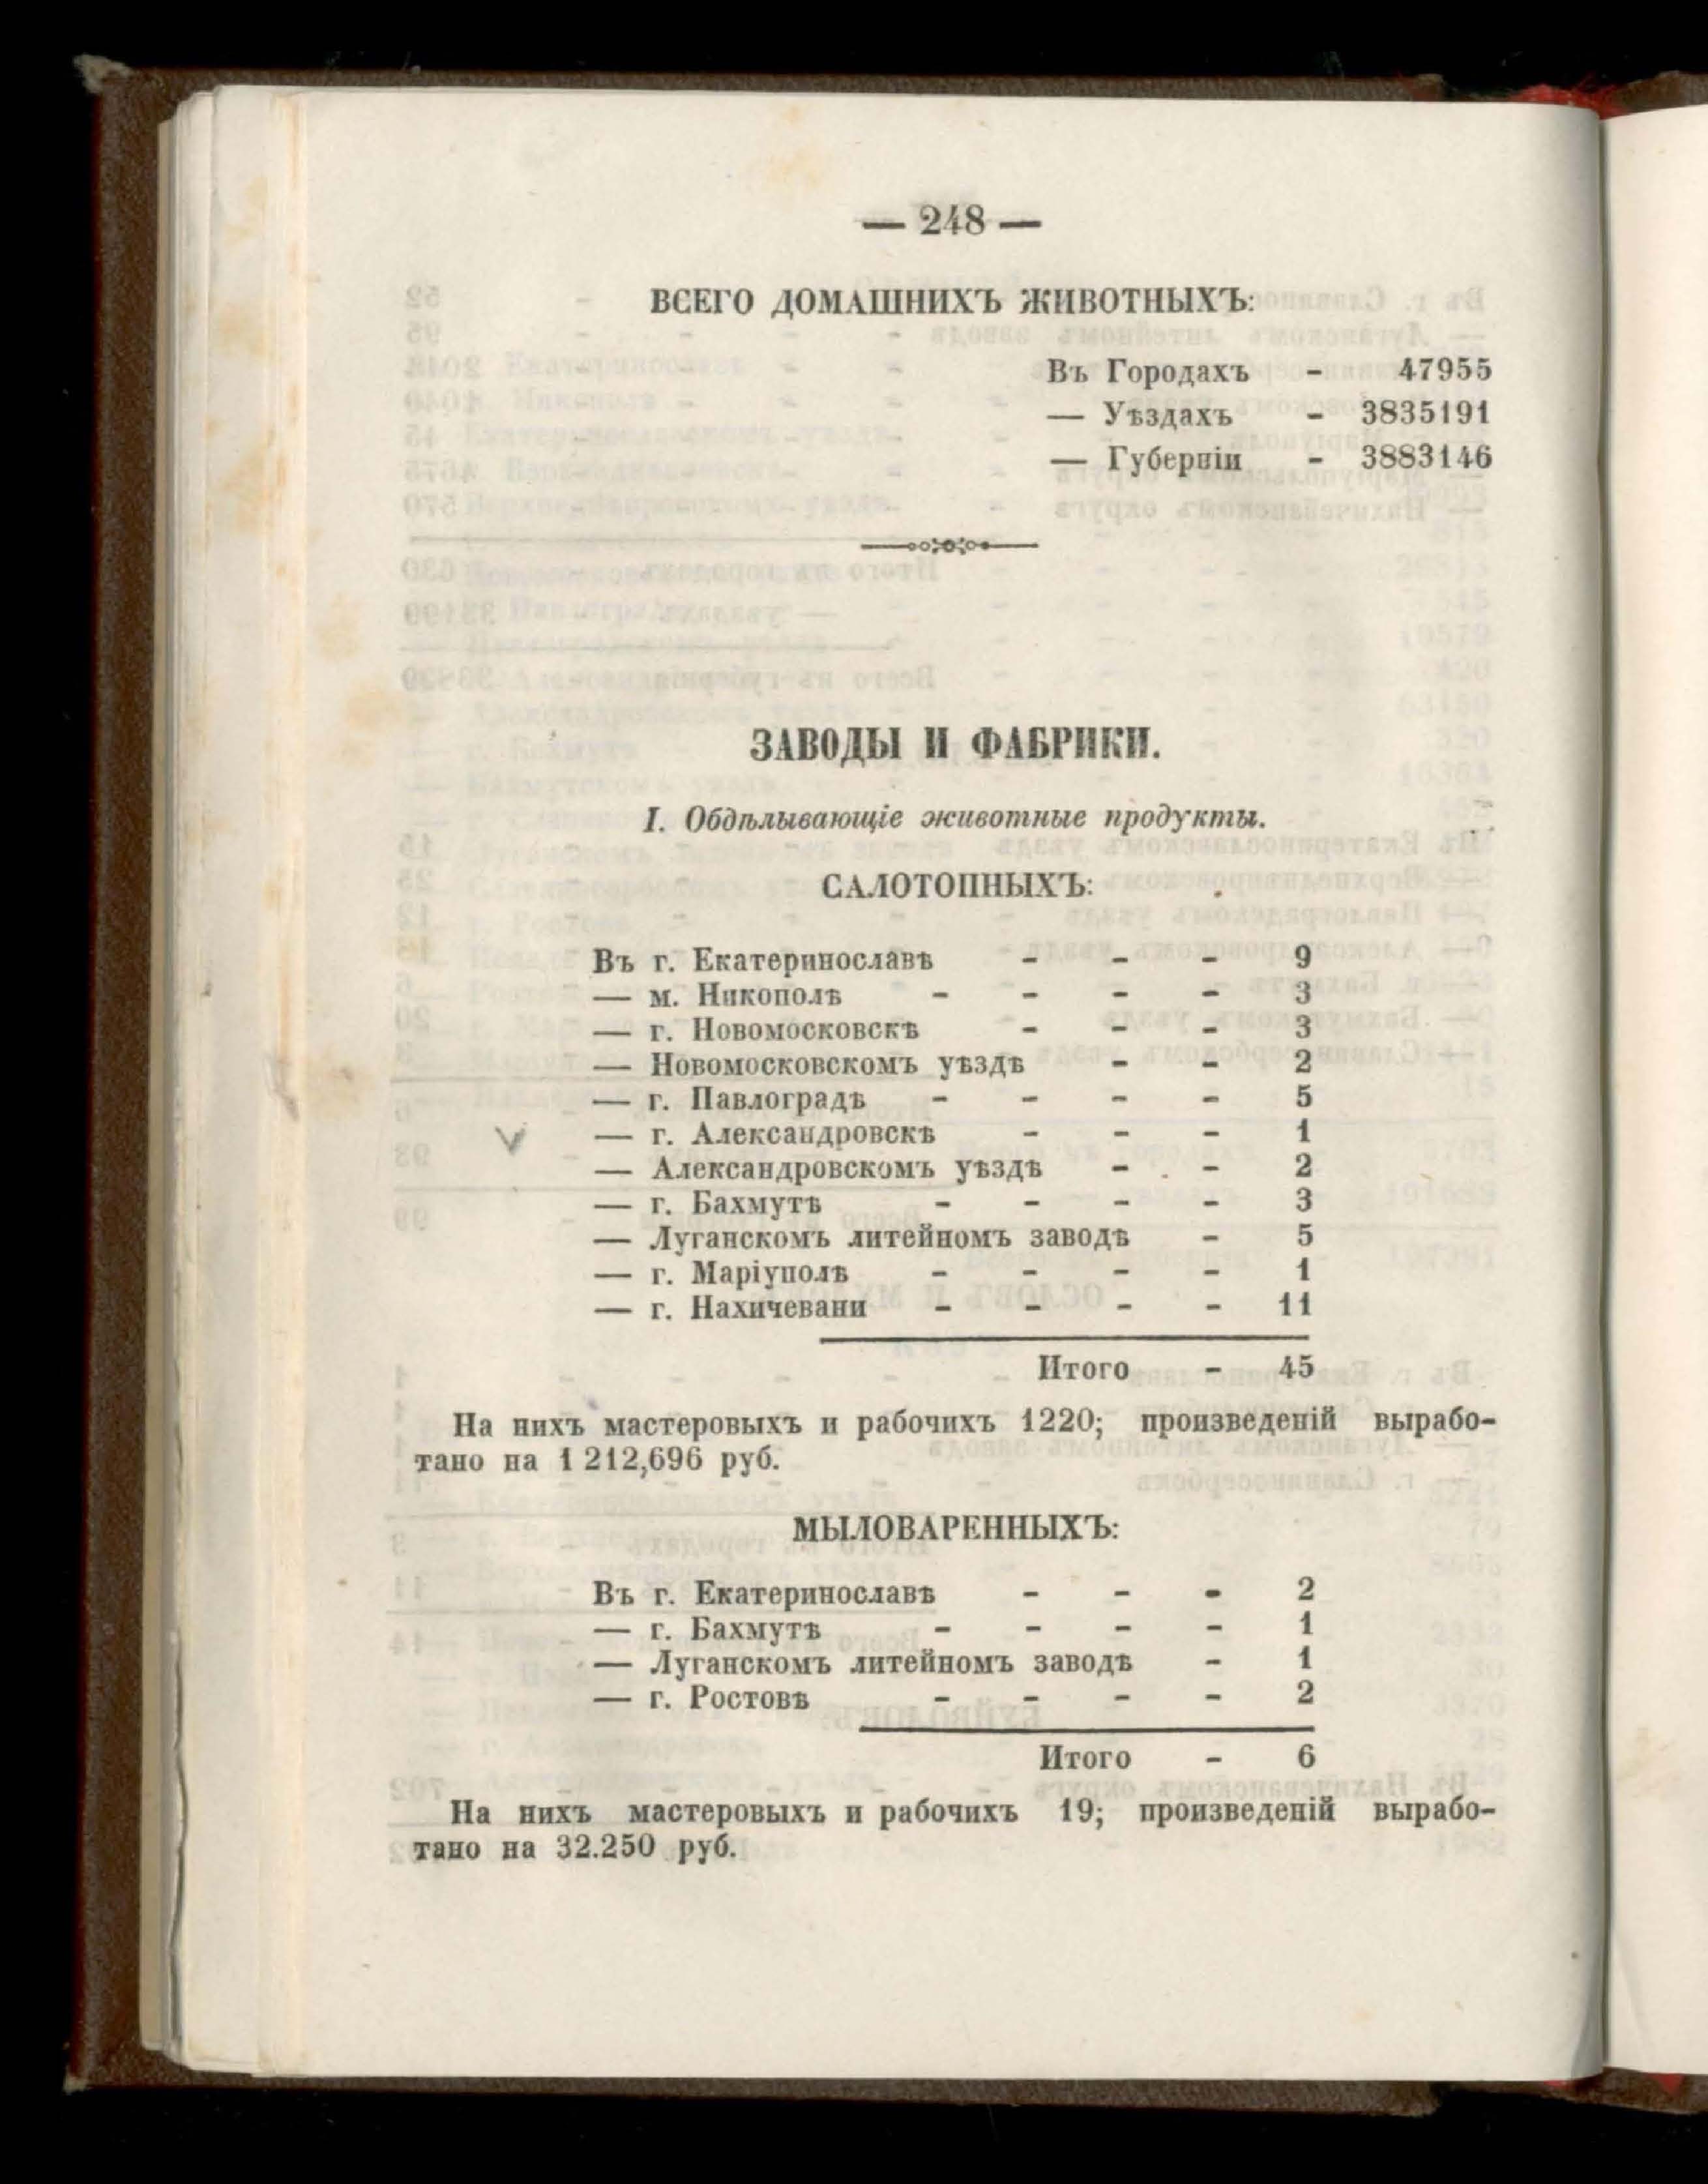 — 248 —
ВСЕГО ДОМАШНИХЪ ЖИВОТНЫХЪ:
Въ Городахъ - 47955
— Уѣздахъ - 3835191
— Губерніи - 3883146
ЗАВОДЫ И ФАБРИКИ.
I. Обдѣлывающіе животные продукты.
САЛОТОПНЫХЪ:
Въ г. Екатеринославѣ - - - 9
— м. Никополѣ - - - - 3
— г. Новомосковскѣ - - - 3
— Новомосковскомъ уѣздѣ - - 2
— г. Павлоградѣ - - - - 5
— г. Александровскѣ - - - 1
— Александровскомъ уѣздѣ - - 2
— г. Бахмутѣ - - - - 3
— Луганскомъ литейномъ заводѣ - 5
— г. Маріуполѣ - - - - 1
— г. Нахичевани - - - - 11
Итого - 45
На нихъ мастеровыхъ и рабочихъ 1220; произведеній вырабо-
тано на 1 212,696 руб.
МЫЛОВАРЕННЫХЪ:
Въ г. Екатеринославѣ - - - 2
— г. Бахмутѣ - - - - 1
— Луганскомъ литейномъ заводѣ - 1
— г. Ростовѣ - - - - 2
Итого - 6
На нихъ мастеровыхъ и рабочихъ 19; произведеній вырабо-
тано на 32.250 руб.